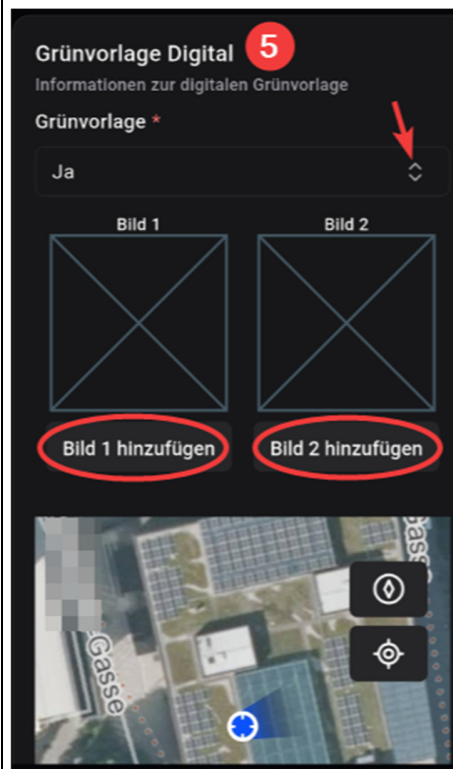 Grünvorlage Digital 5
Informationen zur digitalen Grünvorlage
Grünvorlage *
Ja
Bild 1 Bild 2
Bild 1 hinzufügen Bild 2 hinzufügen
Gasse